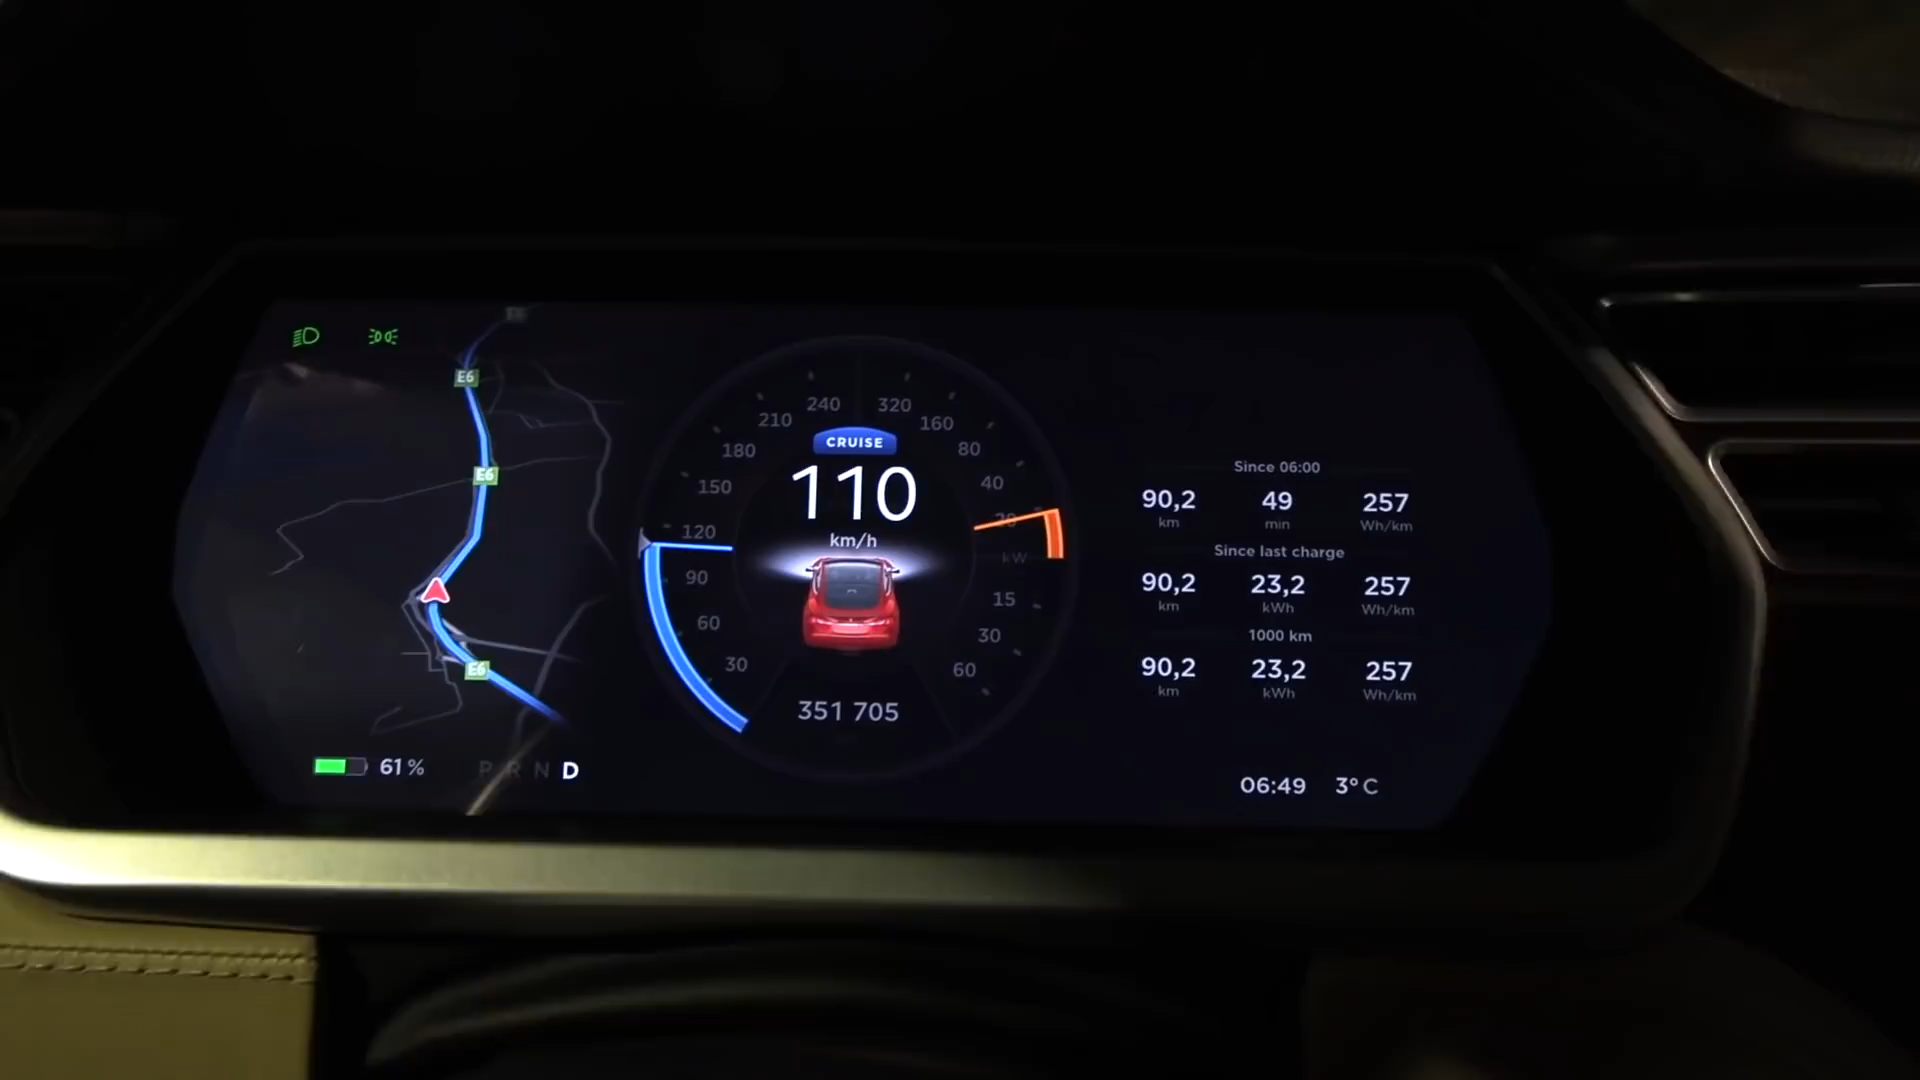 E6
E6
E6
61 %
P R N D
240 320
210 160
CRUISE
180 80
110
150 40
120
km/h
kW
90
15
60
30
30
60
351 705
Since 06:00
90,2 49 257
km min Wh/km
Since last charge
90,2 23,2 257
km kWh Wh/km
1000 km
90,2 23,2 257
km kWh Wh/km
06:49 3° C